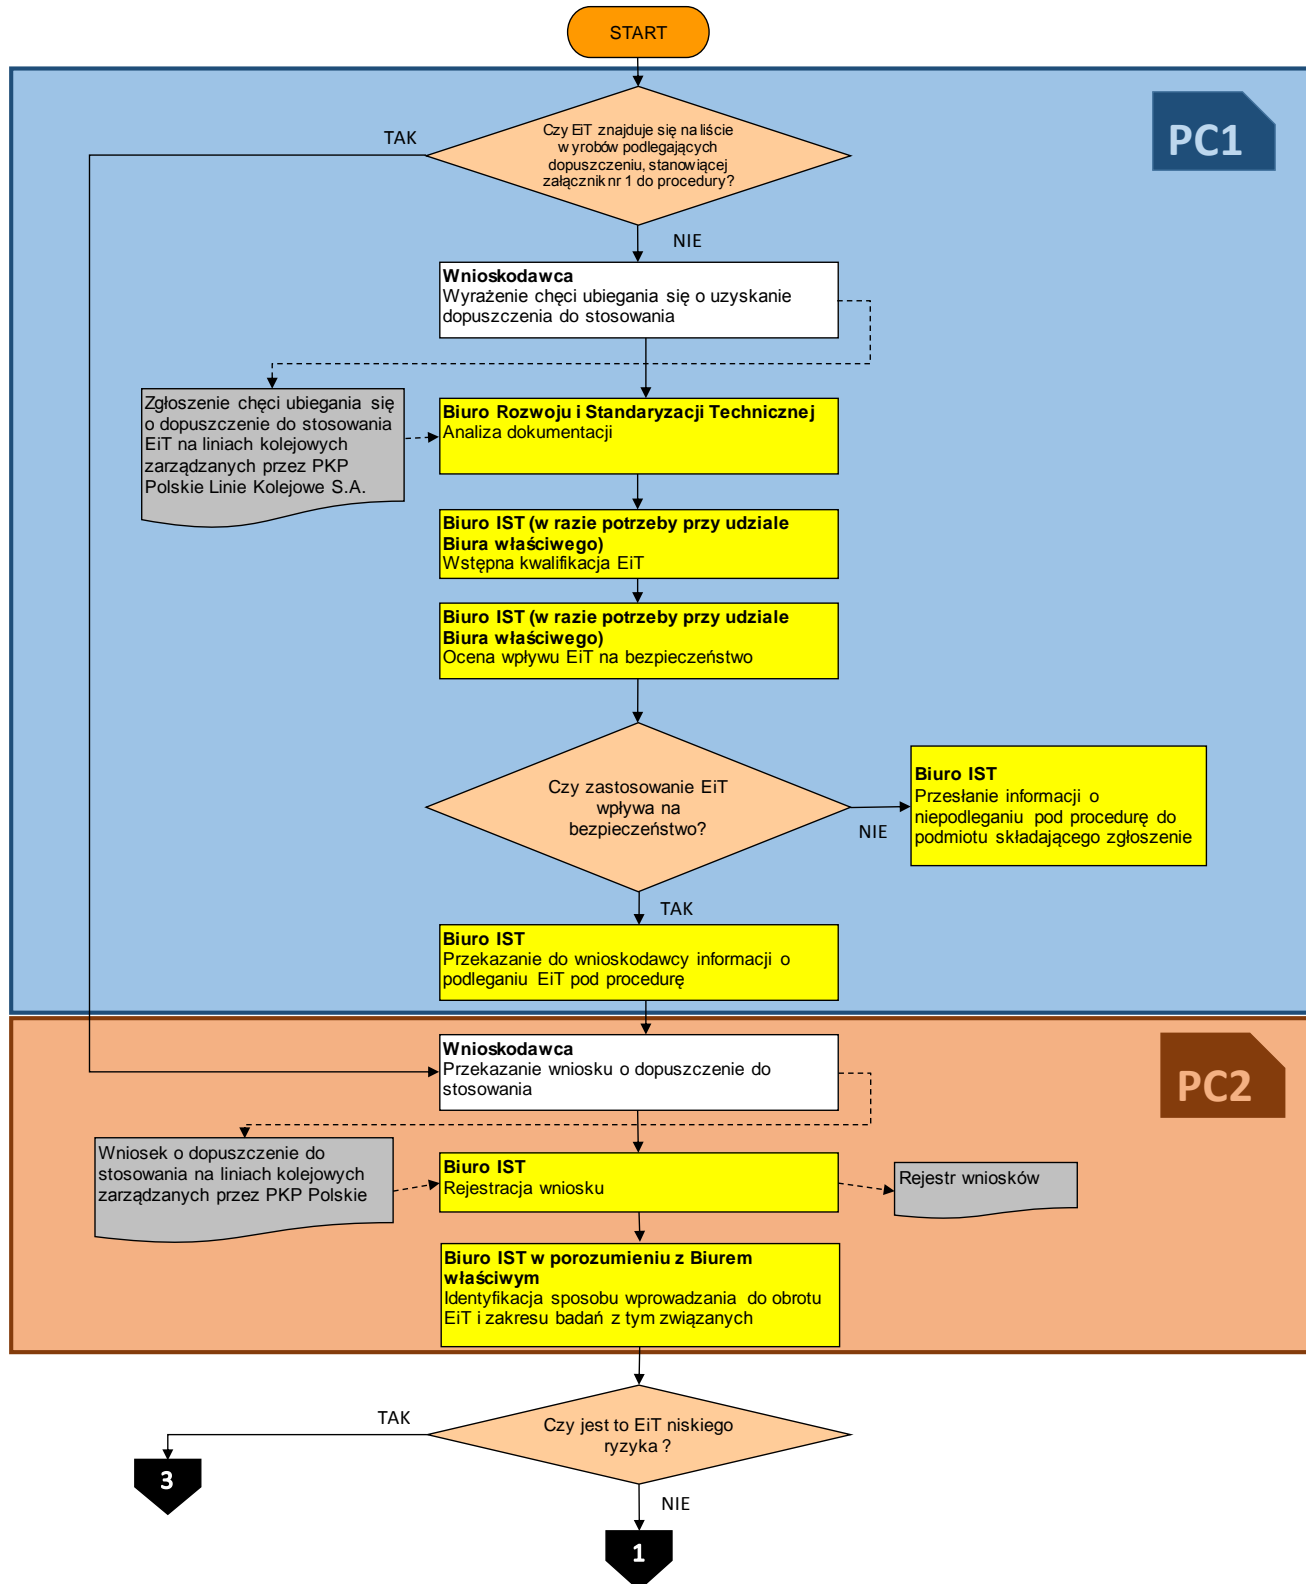 START
PC1
Czy EiT znajduje się na liście
wyrobów podlegających
dopuszczeniu, stanowiącej
załącznik nr 1 do procedury?
TAK
NIE
Wnioskodawca
Wyrażenie chęci ubiegania się o uzyskanie
dopuszczenia do stosowania
Zgłoszenie chęci ubiegania się
o dopuszczenie do stosowania
EiT na liniach kolejowych
zarządzanych przez PKP
Polskie Linie Kolejowe S.A.
Biuro Rozwoju i Standaryzacji Technicznej
Analiza dokumentacji
Biuro IST (w razie potrzeby przy udziale
Biura właściwego)
Wstępna kwalifikacja EiT
Biuro IST (w razie potrzeby przy udziale
Biura właściwego)
Ocena wpływu EiT na bezpieczeństwo
Czy zastosowanie EiT
wpływa na
bezpieczeństwo?
NIE
Biuro IST
Przesłanie informacji o
niepodleganiu pod procedurę do
podmiotu składającego zgłoszenie
TAK
Biuro IST
Przekazanie do wnioskodawcy informacji o
podleganiu EiT pod procedurę
PC2
Wnioskodawca
Przekazanie wniosku o dopuszczenie do
stosowania
Wniosek o dopuszczenie do
stosowania na liniach kolejowych
zarządzanych przez PKP Polskie
Biuro IST
Rejestracja wniosku
Rejestr wniosków
Biuro IST w porozumieniu z Biurem
właściwym
Identyfikacja sposobu wprowadzania do obrotu
EiT i zakresu badań z tym związanych
Czy jest to EiT niskiego
ryzyka ?
TAK
3
NIE
1